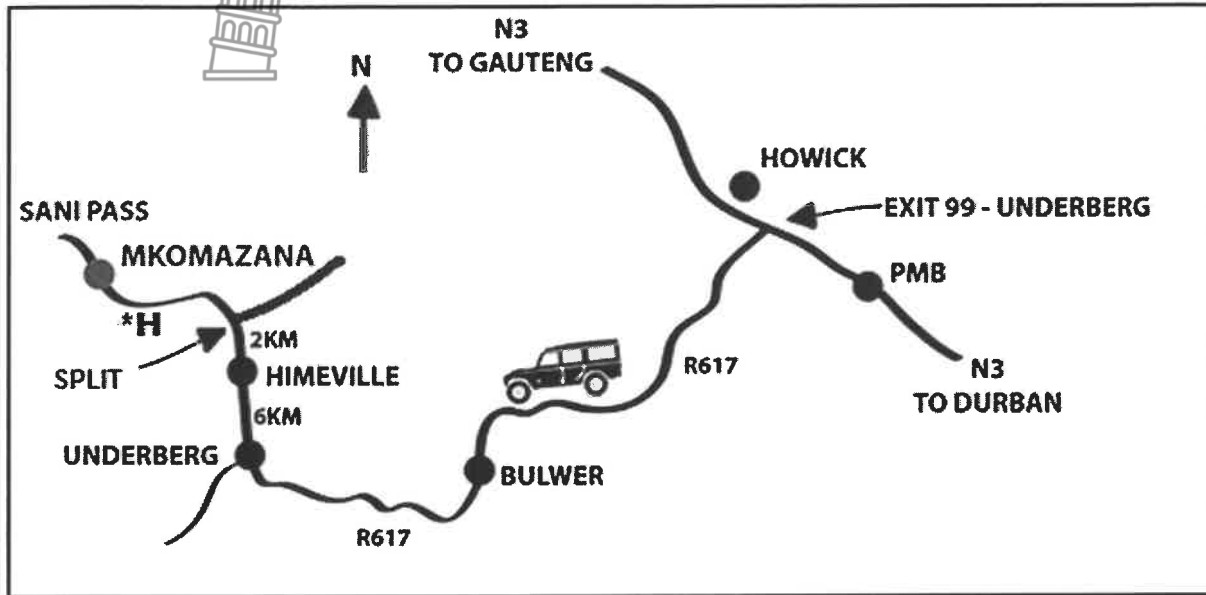 N3
TO GAUTENG
N
HOWICK
SANI PASS
EXIT 99 - UNDERBERG
MKOMAZANA
PMB
*H
2KM
R617
SPLIT
HIMEVILLE
N3
TO DURBAN
6KM
UNDERBERG
BULWER
R617